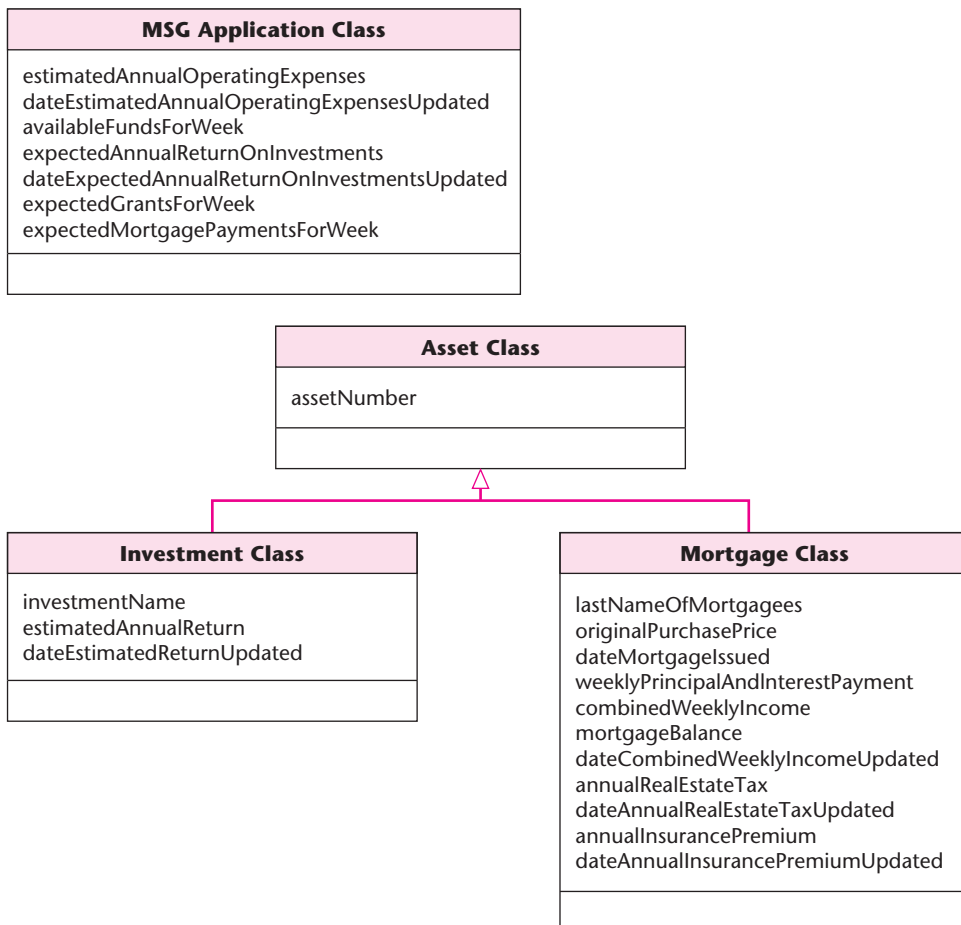 MSG Application Class
estimatedAnnualOperatingExpenses
dateEstimatedAnnualOperatingExpensesUpdated
availableFundsForWeek
expectedAnnualReturnOnInvestments
dateExpectedAnnualReturnOnInvestmentsUpdated
expectedGrantsForWeek
expectedMortgagePaymentsForWeek
Asset Class
assetNumber
Investment Class
investmentName
estimatedAnnualReturn
dateEstimatedReturnUpdated
Mortgage Class
lastNameOfMortgagees
originalPurchasePrice
dateMortgageIssued
weeklyPrincipalAndInterestPayment
combinedWeeklyIncome
mortgageBalance
dateCombinedWeeklyIncomeUpdated
annualRealEstateTax
dateAnnualRealEstateTaxUpdated
annualInsurancePremium
dateAnnualInsurancePremiumUpdated